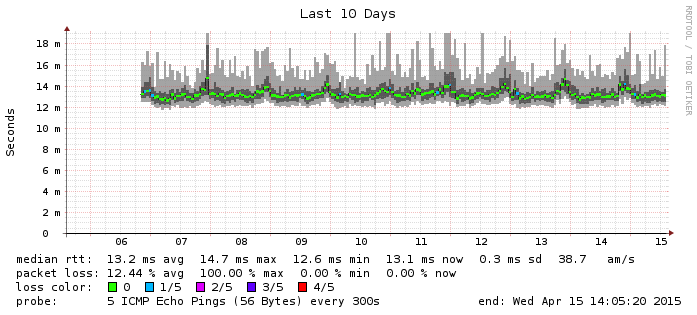 Last 10 Days
RRDTOOL / TOBI OETIKER
Seconds
18 m
16 m
14 m
12 m
10 m
8 m
6 m
4 m
2 m
0
06 07 08 09 10 11 12 13 14 15
median rtt: 13.2 ms avg 14.7 ms max 12.6 ms min 13.1 ms now 0.3 ms sd 38.7 am/s
packet loss: 12.44 % avg 100.00 % max 0.00 % min 0.00 % now
loss color: 0 1/5 2/5 3/5 4/5
probe: 5 ICMP Echo Pings (56 Bytes) every 300s end: Wed Apr 15 14:05:20 2015